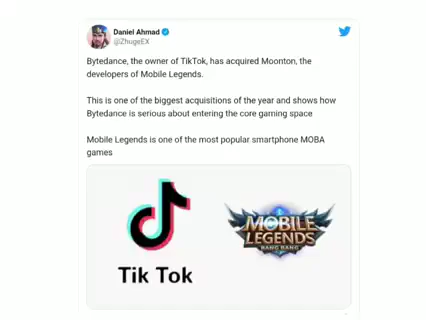 Daniel Ahmad
@ZhugeEX
Bytedance, the owner of TikTok, has acquired Moonton, the
developers of Mobile Legends.
This is one of the biggest acquisitions of the year and shows how
Bytedance is serious about entering the core gaming space
Mobile Legends is one of the most popular smartphone MOBA
games
Tik Tok
MOBILE
LEGENDS
BANG BANG